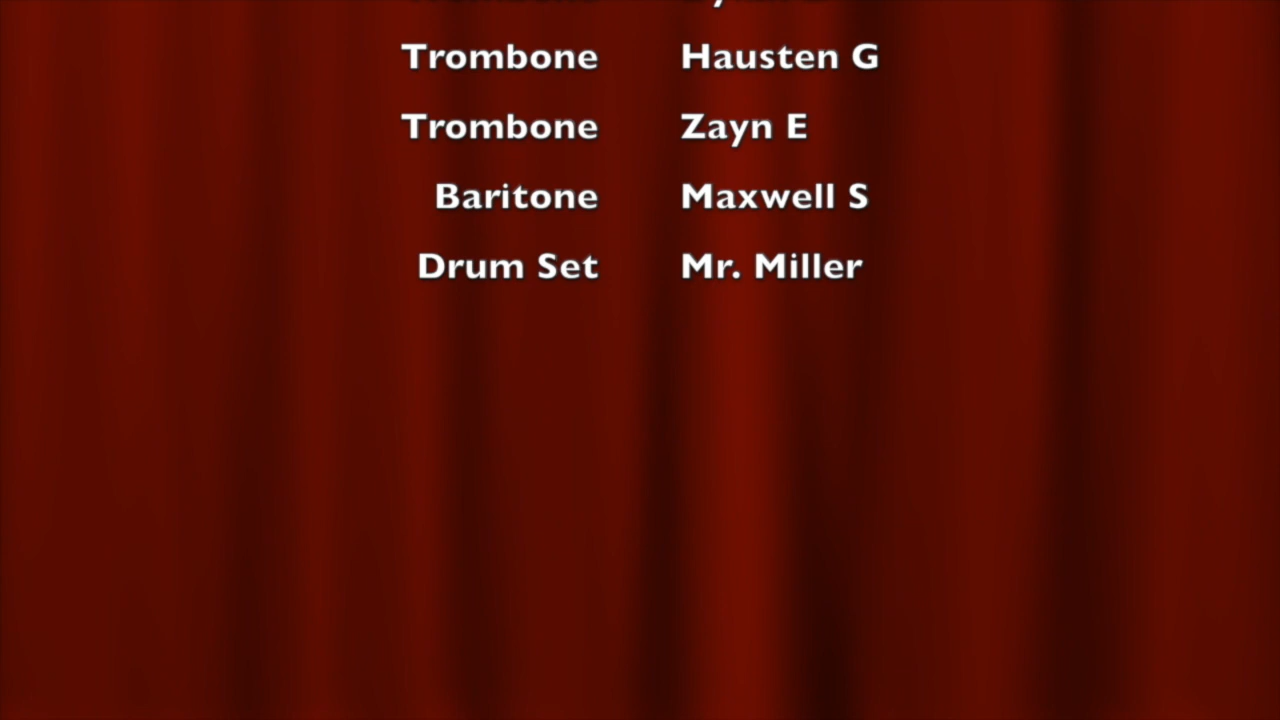 Trombone Hausten G
Trombone Zayn E
Baritone Maxwell S
Drum Set Mr. Miller